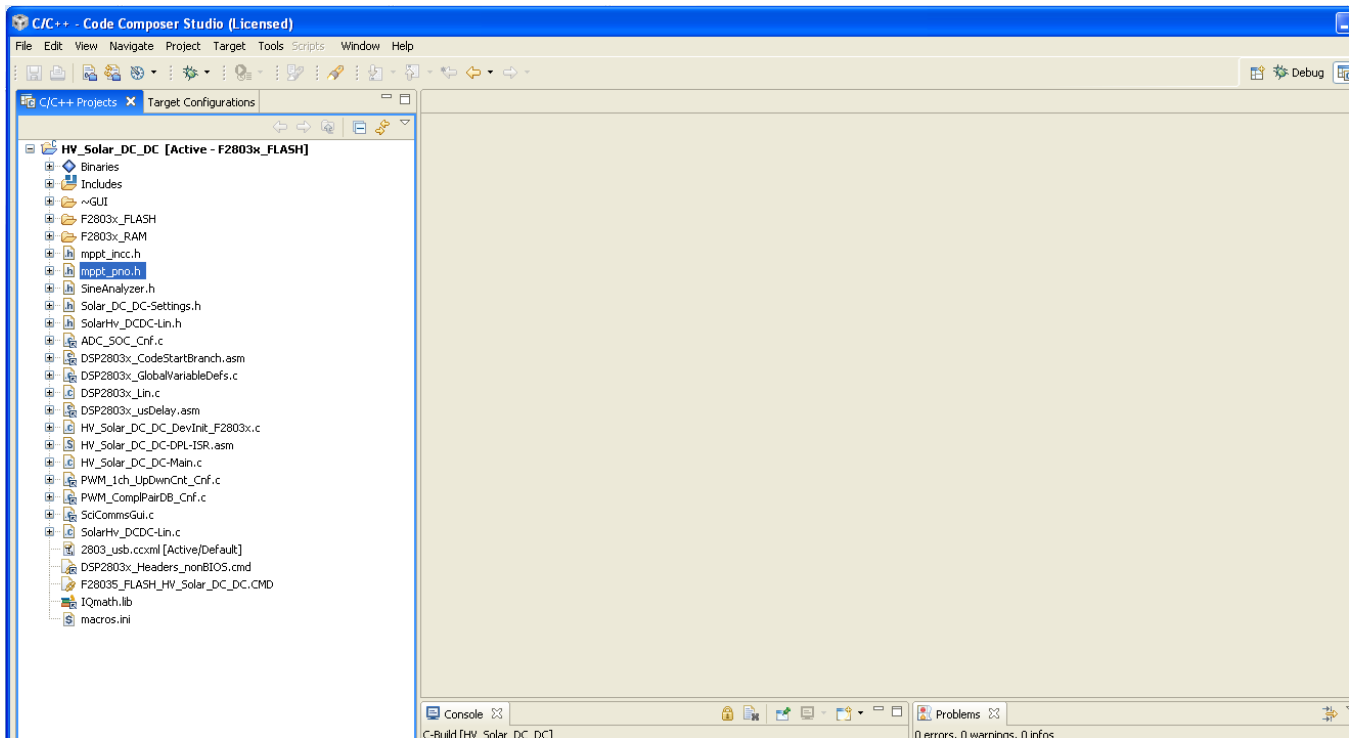 C/C++ - Code Composer Studio (Licensed)
File Edit View Navigate Project Target Tools Scripts Window Help
Debug
C/C++ Projects Target Configurations
HV_Solar_DC_DC [Active - F2803x_FLASH]
Binaries
Includes
~GUI
F2803x_FLASH
F2803x_RAM
mppt_incc.h
mppt_pno.h
SineAnalyzer.h
Solar_DC_DC-Settings.h
SolarHv_DCDC-Lin.h
ADC_SOC_Cnf.c
DSP2803x_CodeStartBranch.asm
DSP2803x_GlobalVariableDefs.c
DSP2803x_Lin.c
DSP2803x_usDelay.asm
HV_Solar_DC_DC_DevInit_F2803x.c
HV_Solar_DC_DC-DPL-ISR.asm
HV_Solar_DC_DC-Main.c
PWM_1ch_UpDwnCnt_Cnf.c
PWM_ComplPairDB_Cnf.c
SciCommsGui.c
SolarHv_DCDC-Lin.c
2803_usb.ccxml [Active/Default]
DSP2803x_Headers_nonBIOS.cmd
F28035_FLASH_HV_Solar_DC_DC.CMD
IQmath.lib
macros.ini
Console Problems
C-Build [HV_Solar_DC_DC] 0 errors, 0 warnings, 0 infos